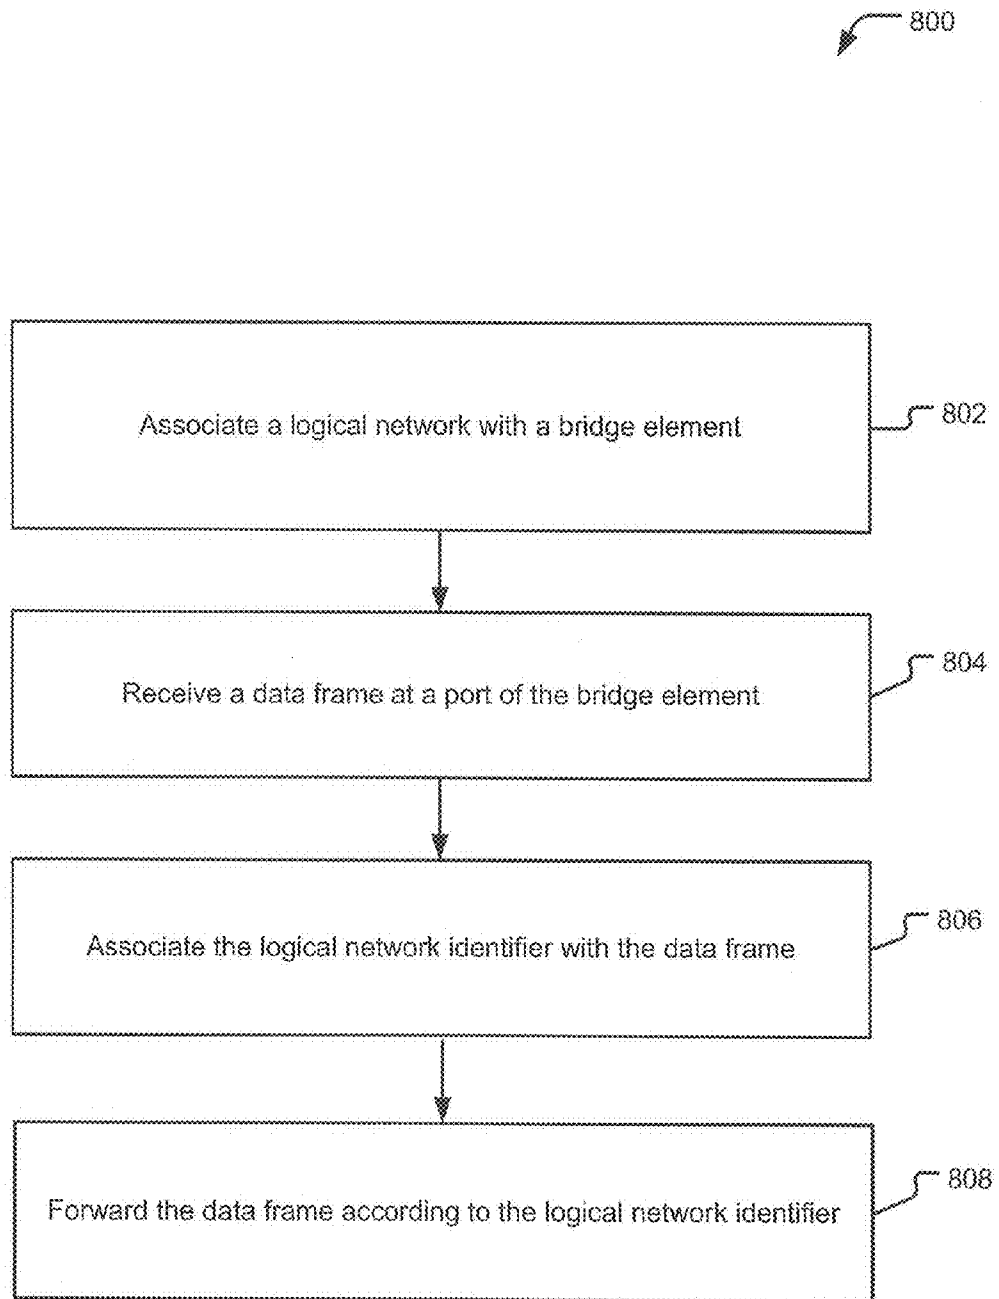 800
Associate a logical network with a bridge element
802
Receive a data frame at a port of the bridge element
804
Associate the logical network identifier with the data frame
806
Forward the data frame according to the logical network identifier
808